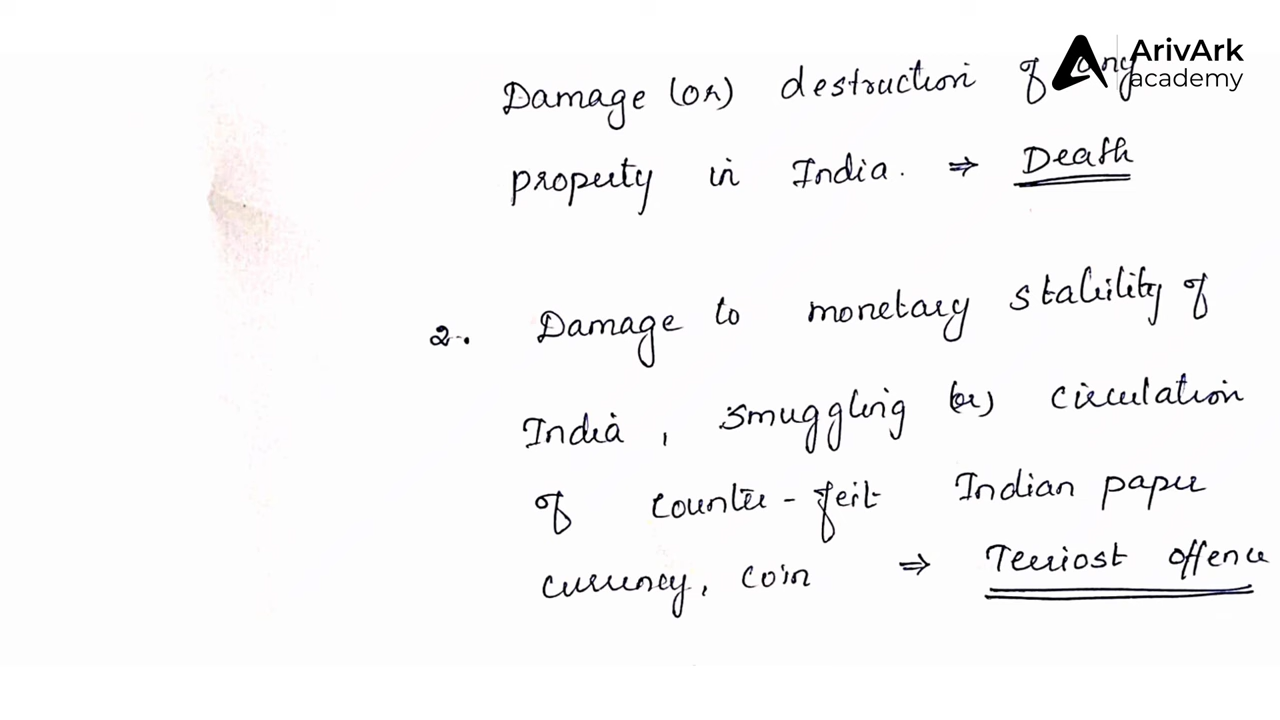 ArivArk
academy
Damage (or) destruction of any
property in India. ⇒ Death
2. Damage to monetary stability of
India, smuggling (or) circulation
of counter-feit Indian paper
currency, coin ⇒ Terriost offence